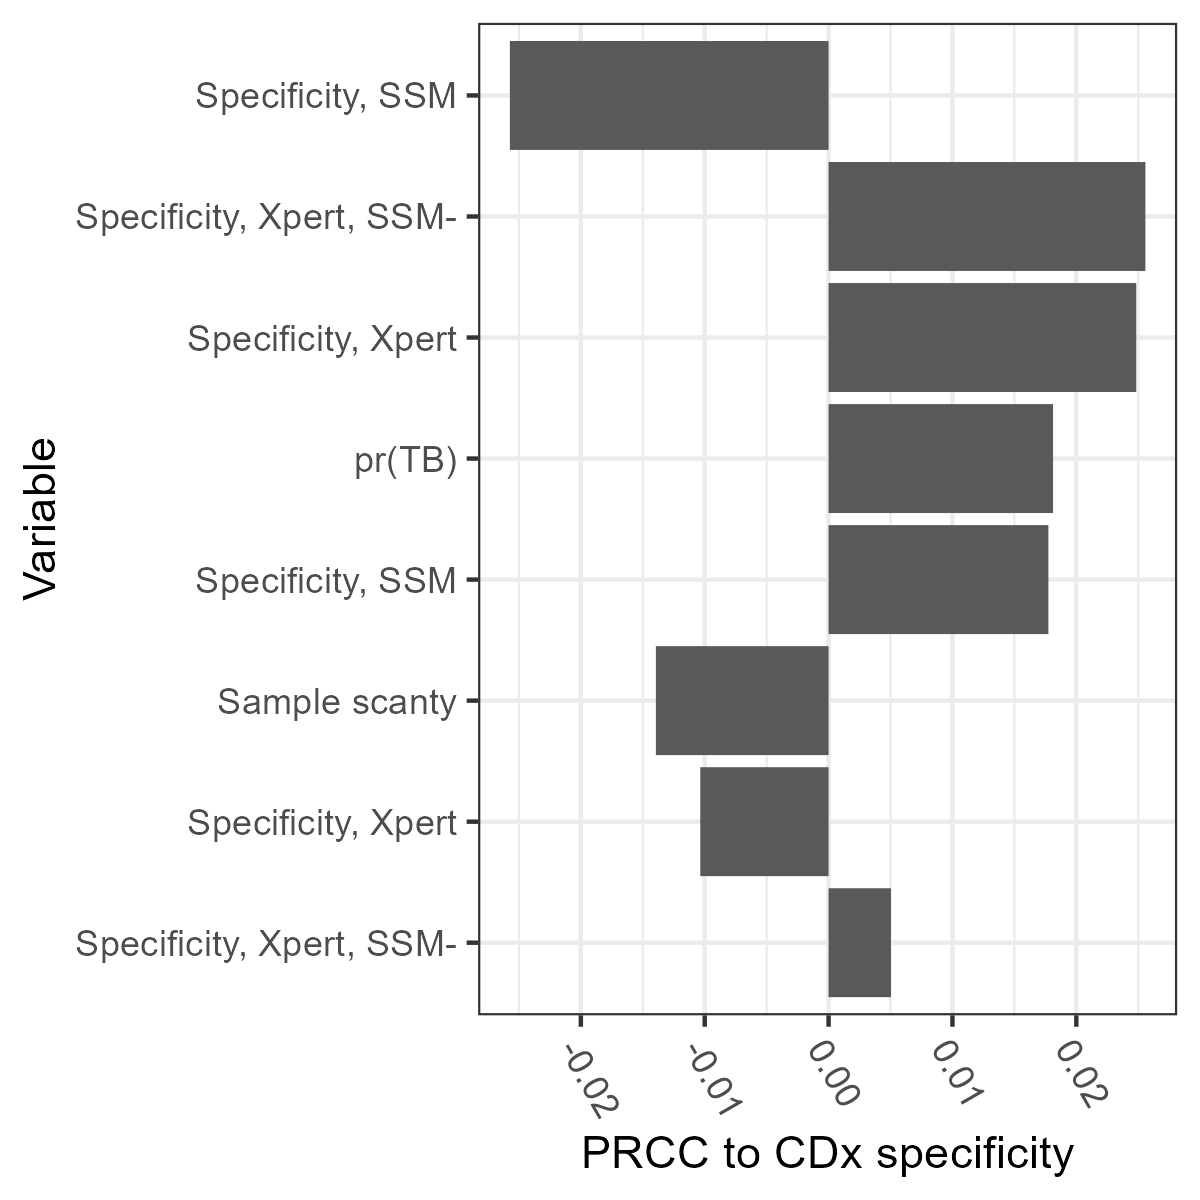 Specificity, SSM
Specificity, Xpert, SSM-
Specificity, Xpert
pr(TB)
Specificity, SSM
Sample scanty
Specificity, Xpert
Specificity, Xpert, SSM-
Variable
-0.02
-0.01
0.00
0.01
0.02
PRCC to CDx specificity